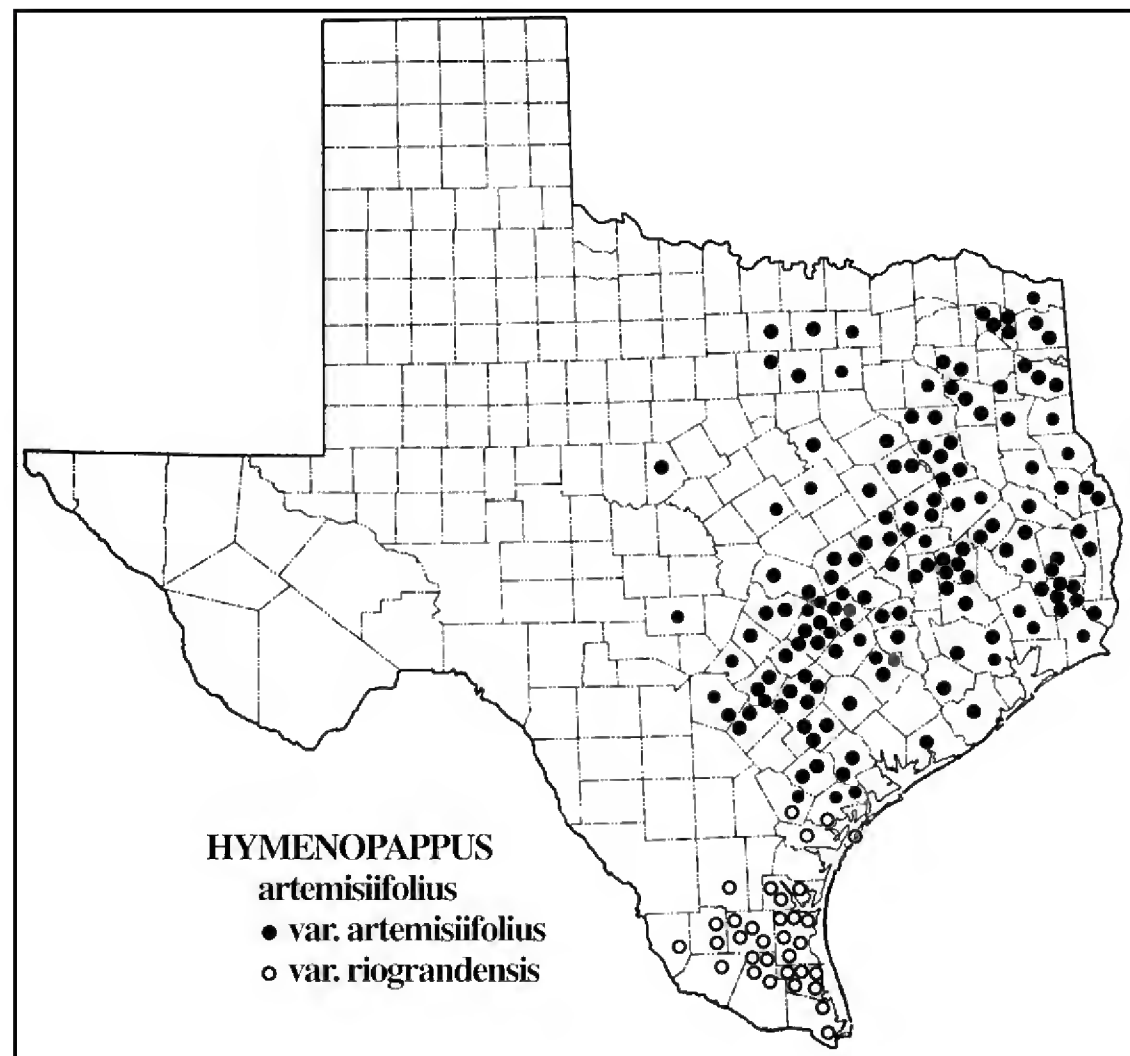 HYMENOPAPPUS
artemisiifolius
● var. artemisiifolius
○ var. riograndensis